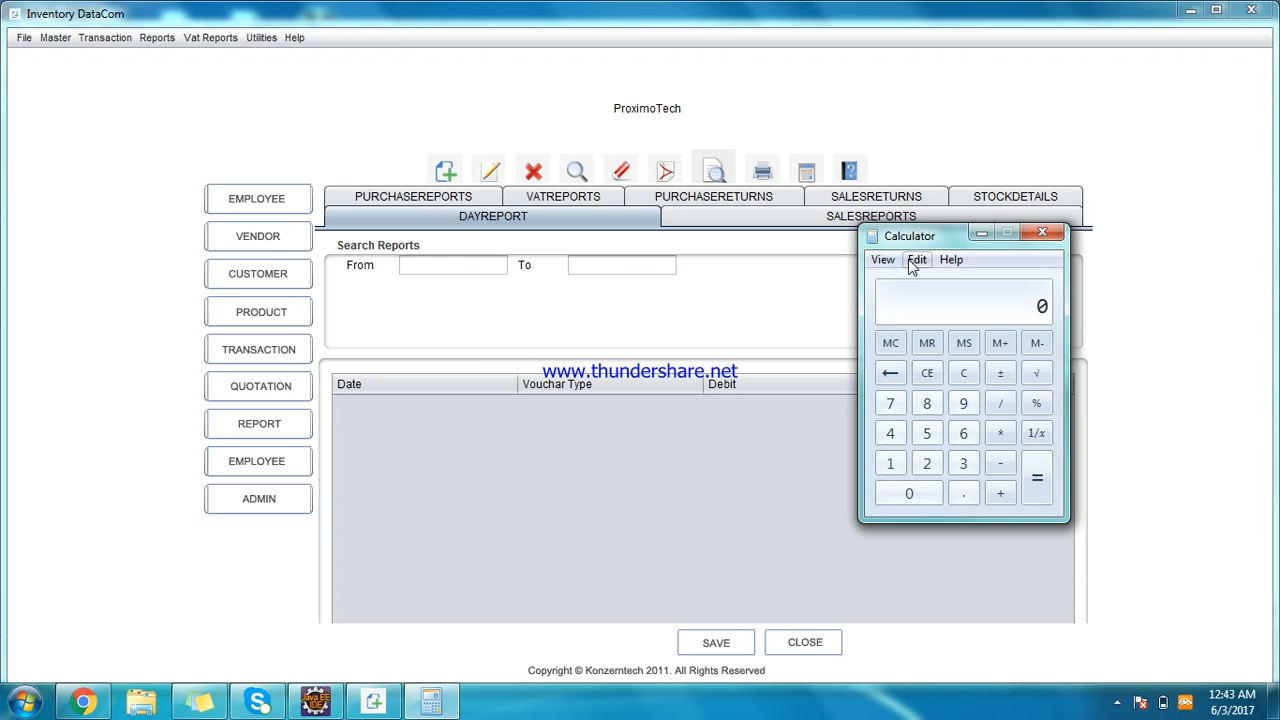 Inventory DataCom
File Master Transaction Reports Vat Reports Utilities Help
ProximoTech
EMPLOYEE
VENDOR
CUSTOMER
PRODUCT
TRANSACTION
QUOTATION
REPORT
EMPLOYEE
ADMIN
PURCHASEREPORTS VATREPORTS PURCHASERETURNS SALESRETURNS STOCKDETAILS
DAYREPORT SALESREPORTS
Search Reports
From To
www.thundershare.net
Date Vouchar Type Debit
Calculator
View Edit Help
0
MC MR MS M+ M-
← CE C ± √
7 8 9 / %
4 5 6 * 1/x
1 2 3 - =
0 . +
SAVE CLOSE
Copyright © Konzerntech 2011. All Rights Reserved
Java EE
IDE
12:43 AM
6/3/2017